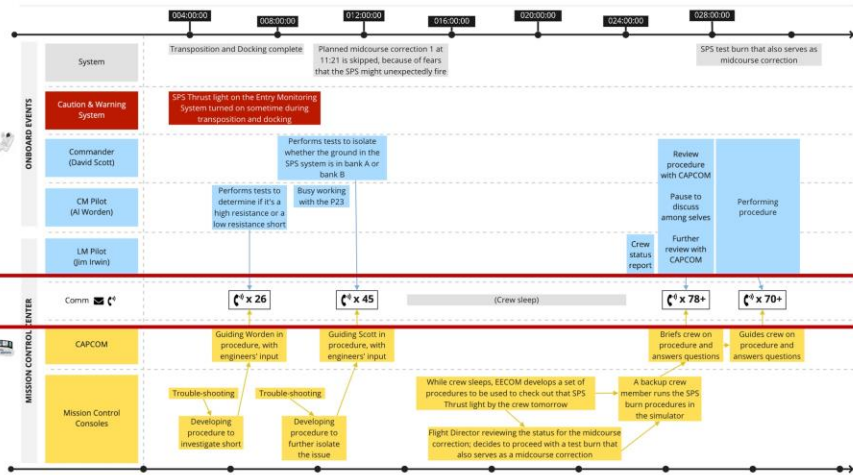 004:00:00
008:00:00
012:00:00
016:00:00
020:00:00
024:00:00
028:00:00
ONBOARD EVENTS
System
Transposition and Docking complete
Planned midcourse correction 1 at
11:21 is skipped, because of fears
that the SPS might unexpectedly fire
SPS test burn that also serves as
midcourse correction
Caution & Warning
System
SPS Thrust light on the Entry Monitoring
System turned on sometime during
transposition and docking
Commander
(David Scott)
Performs tests to isolate
whether the ground in the
SPS system is in bank A or
bank B
Review
procedure
with CAPCOM
Pause to
discuss
among selves
Further
review with
CAPCOM
Performing
procedure
CM Pilot
(Al Worden)
Performs tests to
determine if it's a
high resistance or a
low resistance short
Busy working
with the P23
LM Pilot
(Jim Irwin)
Crew
status
report
MISSION CONTROL CENTER
Comm
x 26
x 45
(Crew sleep)
x 78+
x 70+
CAPCOM
Guiding Worden in
procedure, with
engineers' input
Guiding Scott in
procedure, with
engineers' input
Briefs crew on
procedure and
answers questions
Guides crew on
procedure and
answers questions
Mission Control
Consoles
Trouble-shooting
Developing
procedure to
investigate short
Trouble-shooting
Developing
procedure to
further isolate
the issue
While crew sleeps, EECOM develops a set of
procedures to be used to check out that SPS
Thrust light by the crew tomorrow
Flight Director reviewing the status for the midcourse
correction; decides to proceed with a test burn that
also serves as a midcourse correction
A backup crew
member runs the SPS
burn procedures in
the simulator